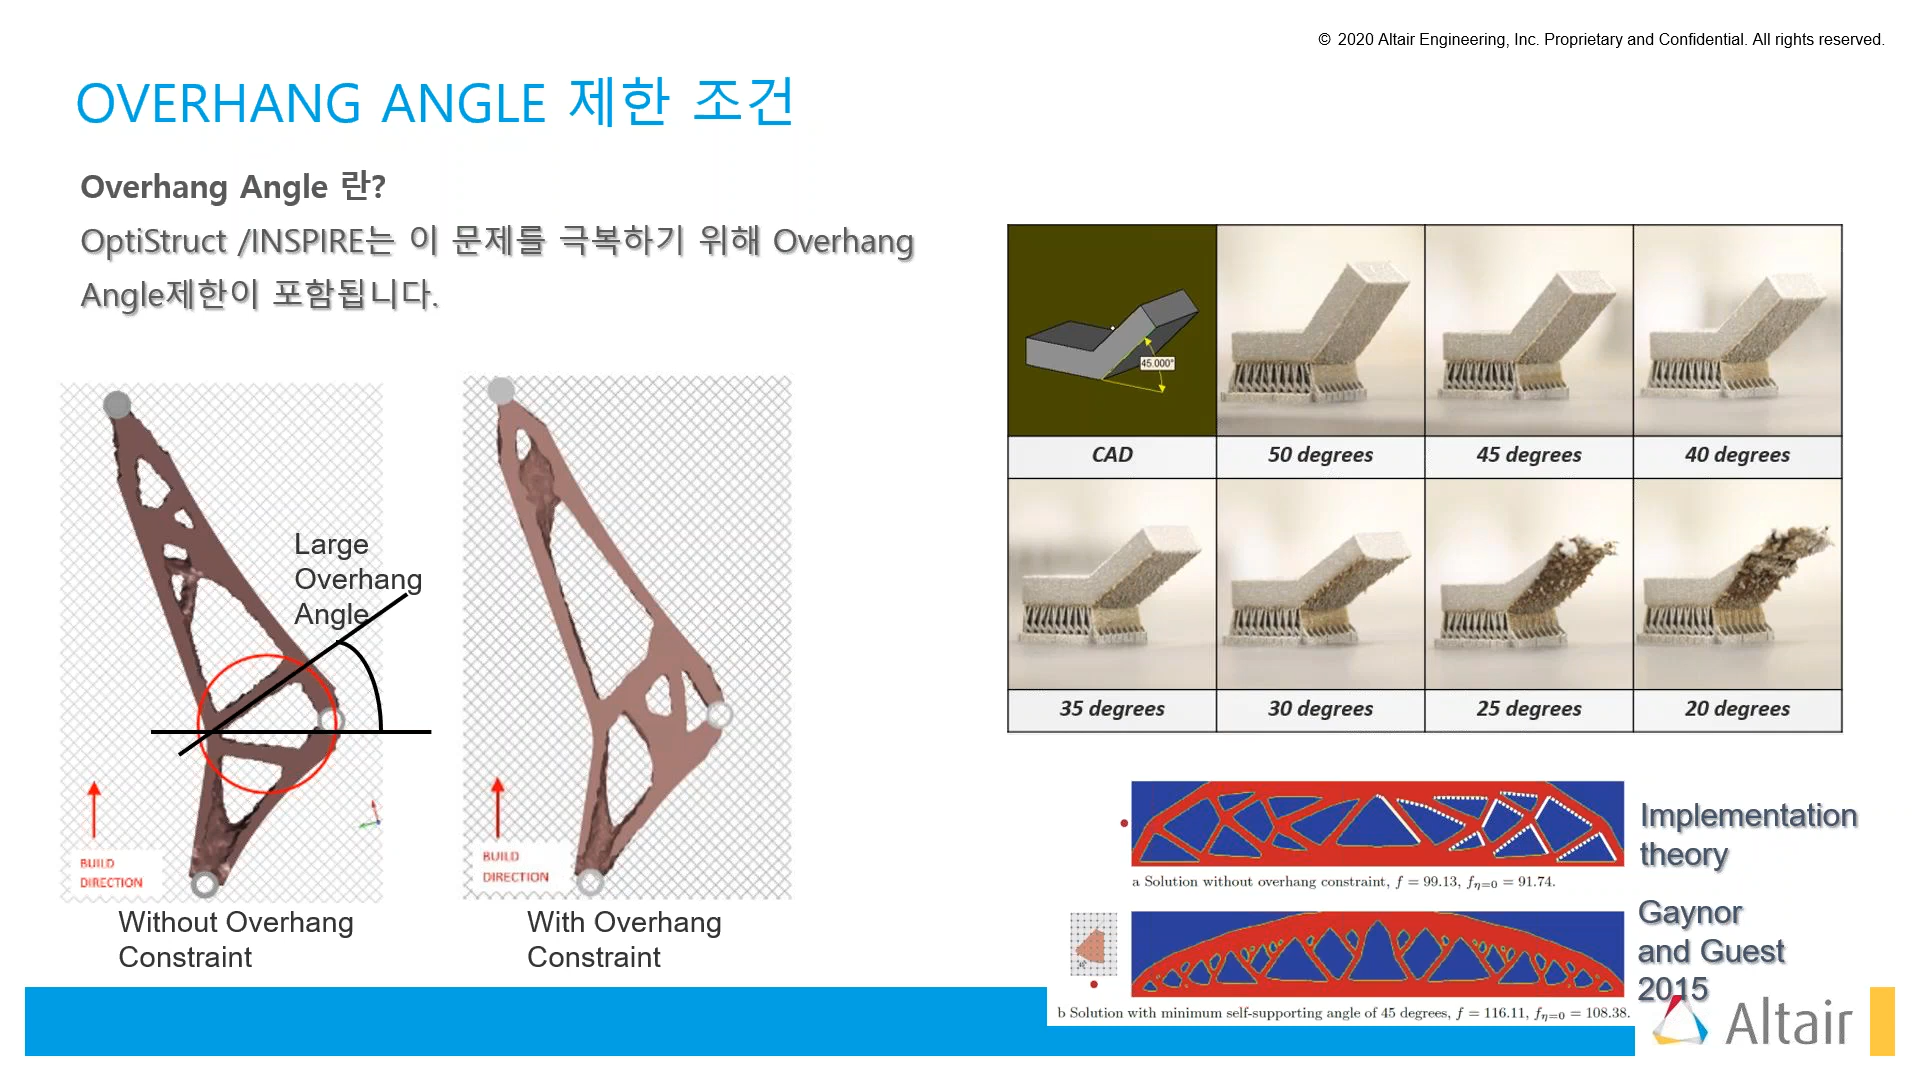 © 2020 Altair Engineering, Inc. Proprietary and Confidential. All rights reserved.
OVERHANG ANGLE 제한 조건
Overhang Angle 란?
OptiStruct /INSPIRE는 이 문제를 극복하기 위해 Overhang
Angle제한이 포함됩니다.
Large
Overhang
Angle
BUILD
DIRECTION
Without Overhang
Constraint
BUILD
DIRECTION
With Overhang
Constraint
45.000°
CAD
50 degrees
45 degrees
40 degrees
35 degrees
30 degrees
25 degrees
20 degrees
a Solution without overhang constraint, f = 99.13, fη=0 = 91.74.
Implementation
theory
b Solution with minimum self-supporting angle of 45 degrees, f = 116.11, fη=0 = 108.38.
Gaynor
and Guest
2015
Altair